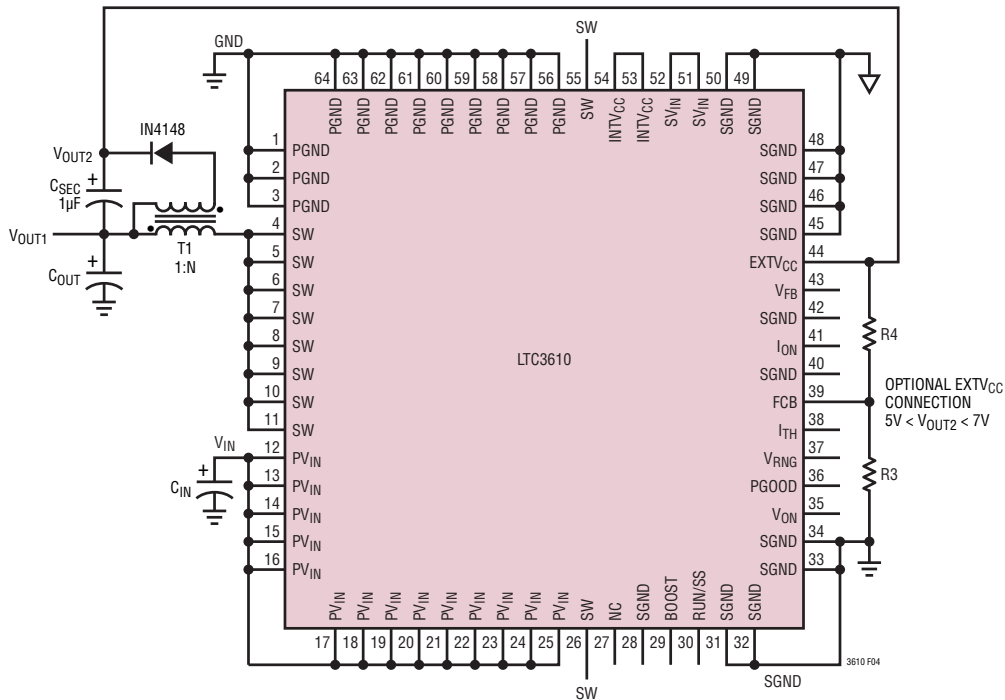 SW
GND
64 63 62 61 60 59 58 57 56 55 54 53 52 51 50 49
PGND PGND PGND PGND PGND PGND PGND PGND PGND SW INTVCC INTVCC SVIN SVIN SGND SGND
IN4148
VOUT2
+
CSEC
1µF
VOUT1
T1
1:N
+
COUT
VIN
+
CIN
1 PGND
2 PGND
3 PGND
4 SW
5 SW
6 SW
7 SW
8 SW
9 SW
10 SW
11 SW
12 PVIN
13 PVIN
14 PVIN
15 PVIN
16 PVIN
LTC3610
SGND 48
SGND 47
SGND 46
SGND 45
EXTVCC 44
VFB 43
SGND 42
ION 41
SGND 40
FCB 39
ITH 38
VRNG 37
PGOOD 36
VON 35
SGND 34
SGND 33
R4
OPTIONAL EXTVCC
CONNECTION
5V < VOUT2 < 7V
R3
PVIN PVIN PVIN PVIN PVIN PVIN PVIN PVIN PVIN SW NC SGND BOOST RUN/SS SGND SGND
17 18 19 20 21 22 23 24 25 26 27 28 29 30 31 32
3610 F04
SGND
SW